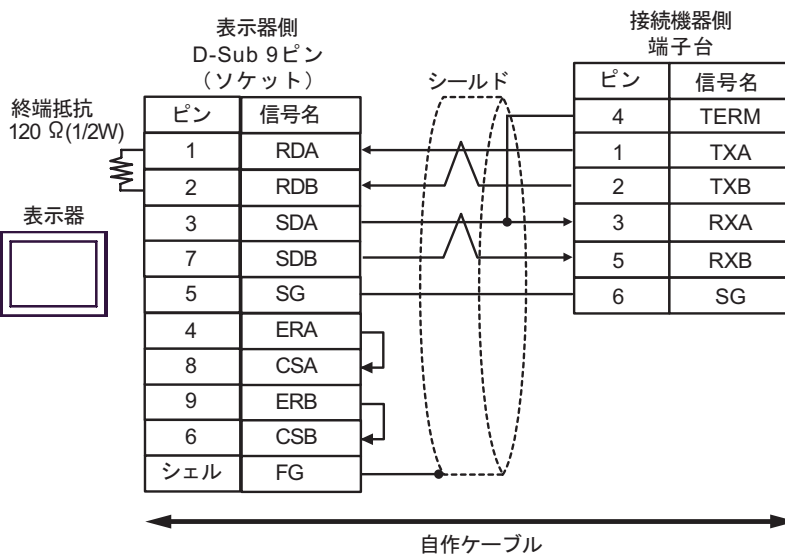 表示器側
D-Sub 9ピン
（ソケット）
接続機器側
端子台
シールド
終端抵抗
120 Ω(1/2W)
表示器
ピン 信号名
1 RDA
2 RDB
3 SDA
7 SDB
5 SG
4 ERA
8 CSA
9 ERB
6 CSB
シェル FG
ピン 信号名
4 TERM
1 TXA
2 TXB
3 RXA
5 RXB
6 SG
自作ケーブル